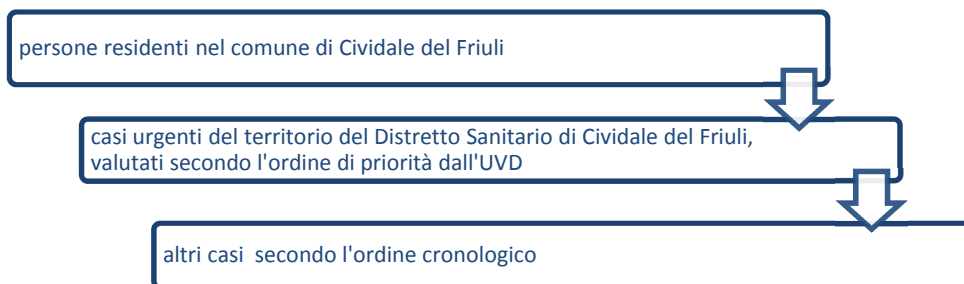 persone residenti nel comune di Cividale del Friuli
casi urgenti del territorio del Distretto Sanitario di Cividale del Friuli,
valutati secondo l'ordine di priorità dall'UVD
altri casi  secondo l'ordine cronologico